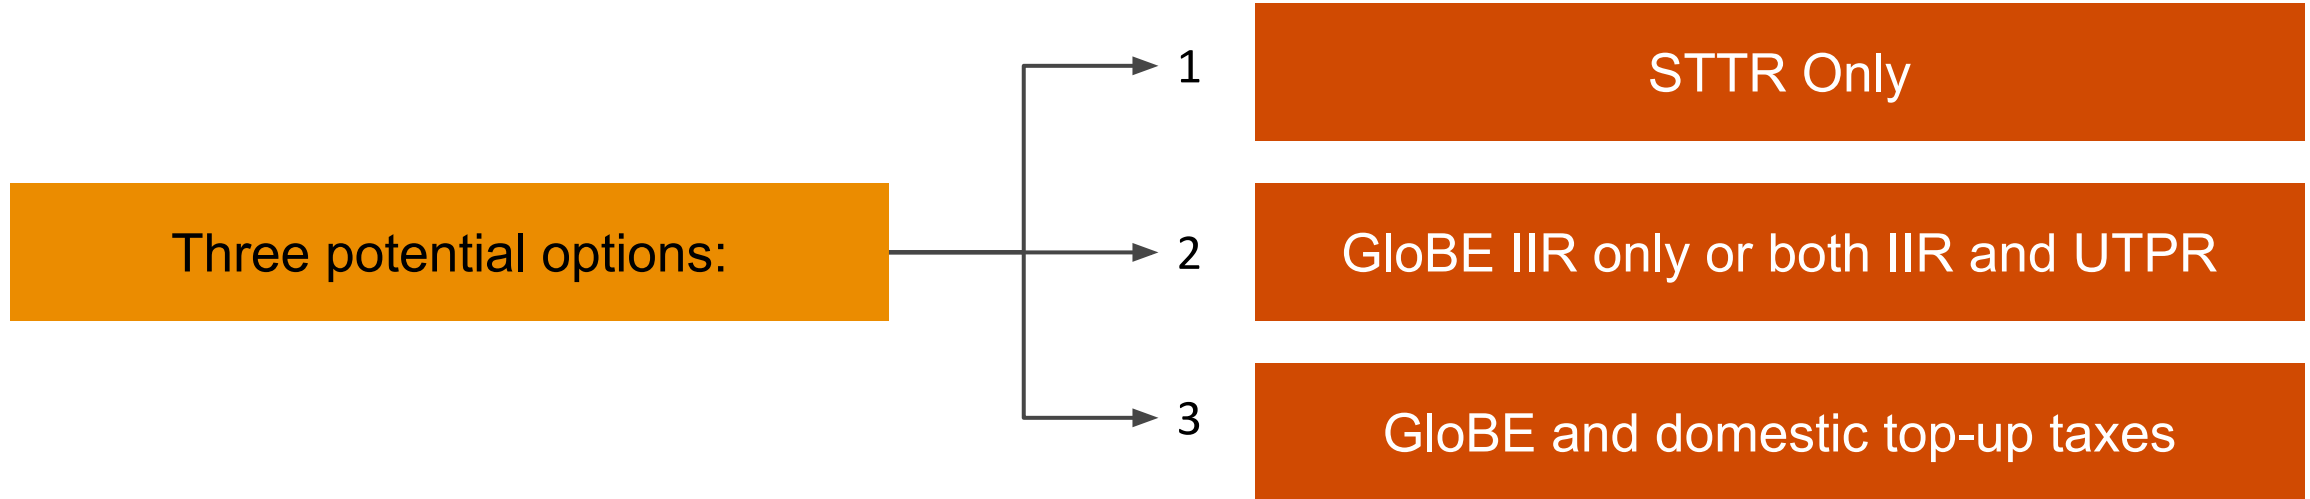 Three potential options:
1
STTR Only
2
GloBE IIR only or both IIR and UTPR
3
GloBE and domestic top-up taxes